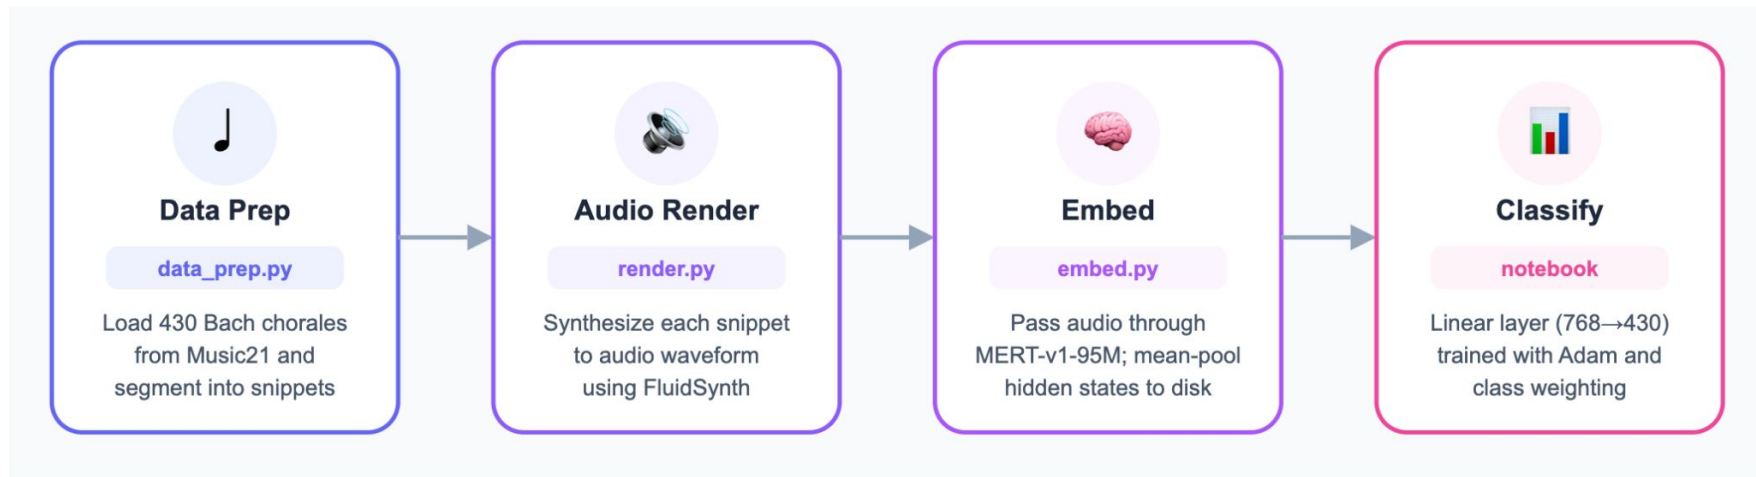 Data Prep
data_prep.py
Load 430 Bach chorales
from Music21 and
segment into snippets
Audio Render
render.py
Synthesize each snippet
to audio waveform
using FluidSynth
Embed
embed.py
Pass audio through
MERT-v1-95M; mean-pool
hidden states to disk
Classify
notebook
Linear layer (768→430)
trained with Adam and
class weighting